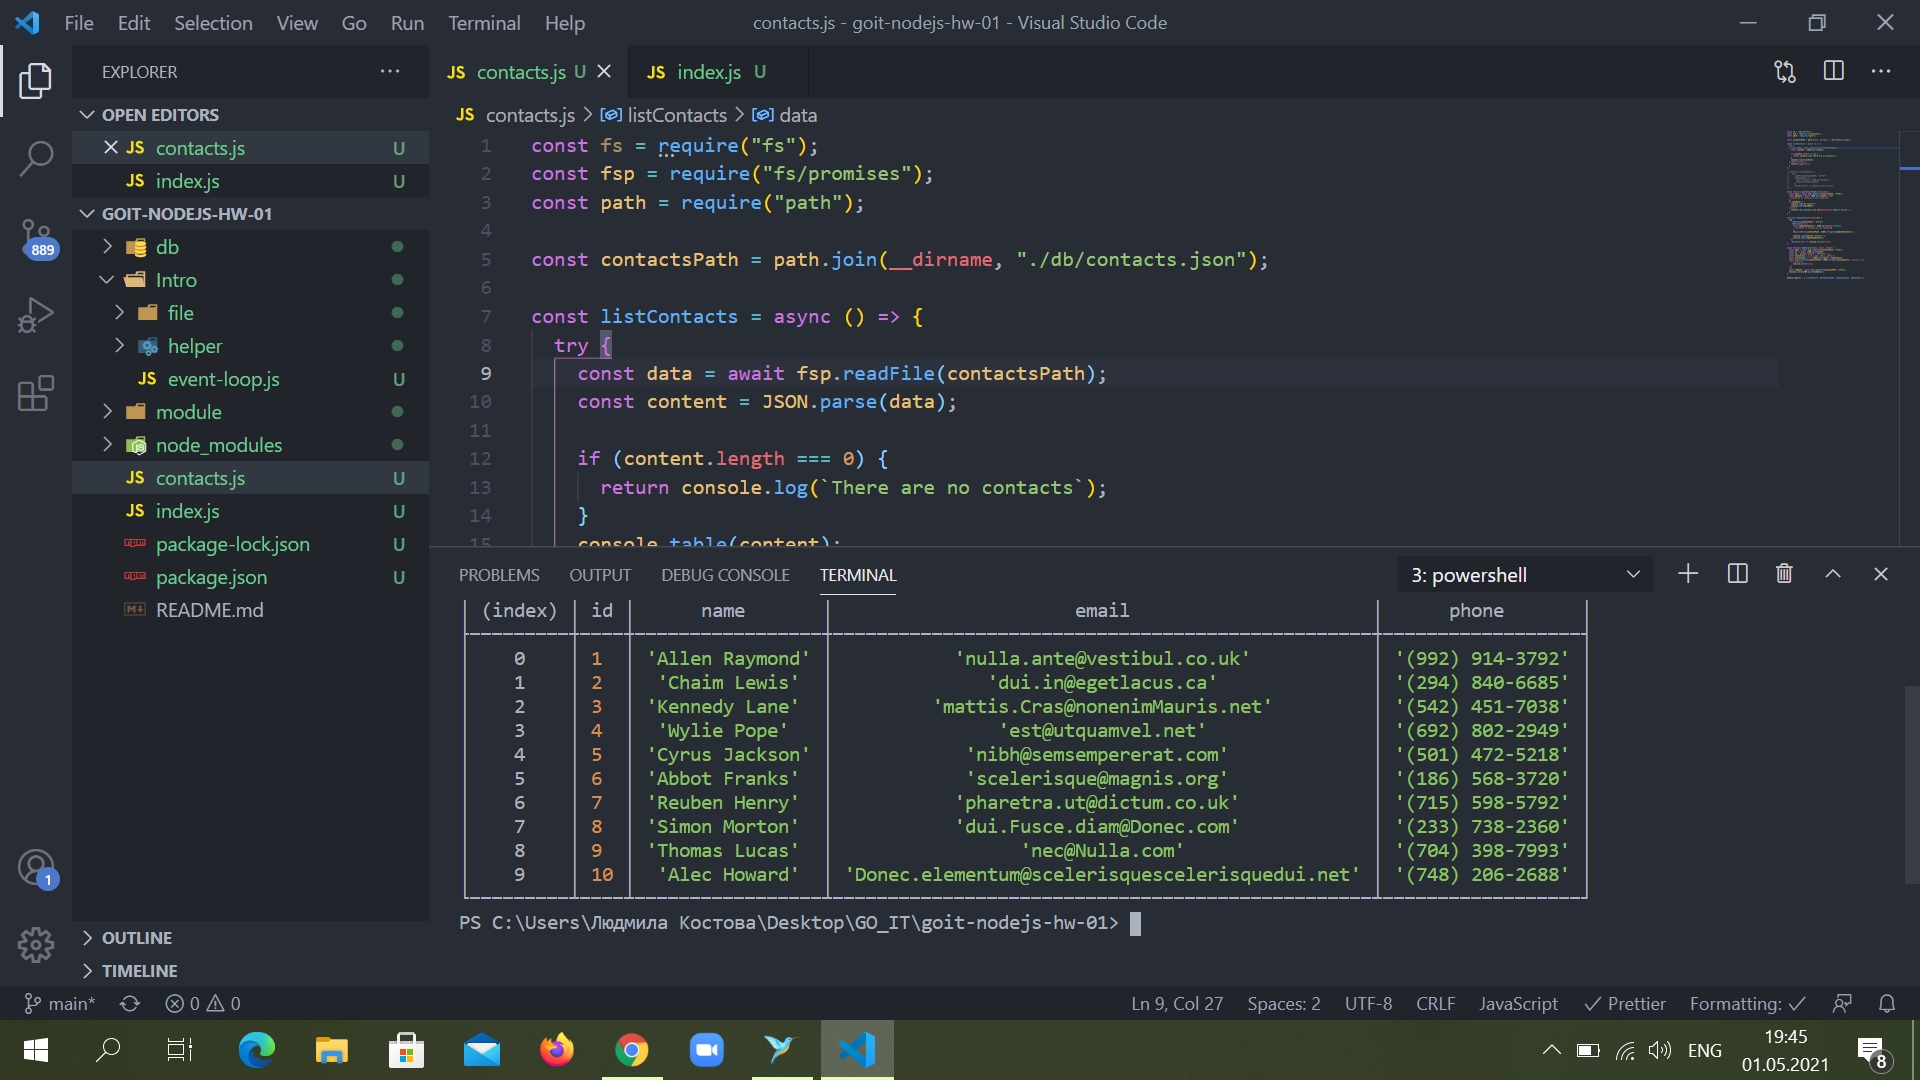 File Edit Selection View Go Run Terminal Help
contacts.js - goit-nodejs-hw-01 - Visual Studio Code
EXPLORER
OPEN EDITORS
JS contacts.js U
JS index.js U
GOIT-NODEJS-HW-01
db
Intro
file
helper
JS event-loop.js U
module
node_modules
JS contacts.js U
JS index.js U
package-lock.json U
package.json U
README.md
OUTLINE
TIMELINE
889
1
JS contacts.js U JS index.js U
JS contacts.js > listContacts > data
1 const fs = require("fs");
2 const fsp = require("fs/promises");
3 const path = require("path");
4
5 const contactsPath = path.join(__dirname, "./db/contacts.json");
6
7 const listContacts = async () => {
8 try {
9 const data = await fsp.readFile(contactsPath);
10 const content = JSON.parse(data);
11
12 if (content.length === 0) {
13 return console.log(`There are no contacts`);
14 }
15 console.table(content);
PROBLEMS OUTPUT DEBUG CONSOLE TERMINAL 3: powershell
(index) id name email phone
0 1 'Allen Raymond' 'nulla.ante@vestibul.co.uk' '(992) 914-3792'
1 2 'Chaim Lewis' 'dui.in@egetlacus.ca' '(294) 840-6685'
2 3 'Kennedy Lane' 'mattis.Cras@nonenimMauris.net' '(542) 451-7038'
3 4 'Wylie Pope' 'est@utquamvel.net' '(692) 802-2949'
4 5 'Cyrus Jackson' 'nibh@semsempererat.com' '(501) 472-5218'
5 6 'Abbot Franks' 'scelerisque@magnis.org' '(186) 568-3720'
6 7 'Reuben Henry' 'pharetra.ut@dictum.co.uk' '(715) 598-5792'
7 8 'Simon Morton' 'dui.Fusce.diam@Donec.com' '(233) 738-2360'
8 9 'Thomas Lucas' 'nec@Nulla.com' '(704) 398-7993'
9 10 'Alec Howard' 'Donec.elementum@scelerisquescelerisquedui.net' '(748) 206-2688'
PS C:\Users\Людмила Костова\Desktop\GO_IT\goit-nodejs-hw-01>
main* 0 0 Ln 9, Col 27 Spaces: 2 UTF-8 CRLF JavaScript Prettier Formatting:
ENG 19:45
01.05.2021
8